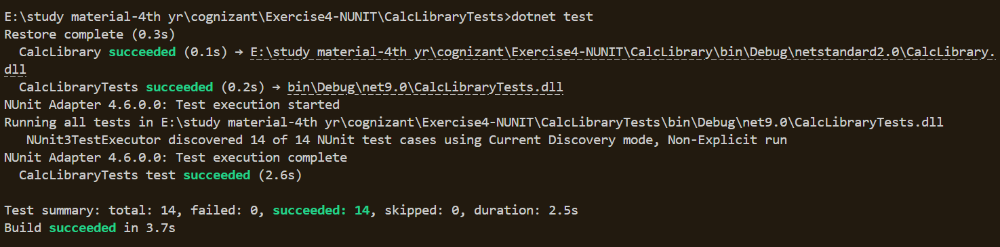 E:\study material-4th yr\cognizant\Exercise4-NUNIT\CalcLibraryTests>dotnet test
Restore complete (0.3s)
  CalcLibrary succeeded (0.1s) → E:\study material-4th yr\cognizant\Exercise4-NUNIT\CalcLibrary\bin\Debug\netstandard2.0\CalcLibrary.
dll
  CalcLibraryTests succeeded (0.2s) → bin\Debug\net9.0\CalcLibraryTests.dll
NUnit Adapter 4.6.0.0: Test execution started
Running all tests in E:\study material-4th yr\cognizant\Exercise4-NUNIT\CalcLibraryTests\bin\Debug\net9.0\CalcLibraryTests.dll
   NUnit3TestExecutor discovered 14 of 14 NUnit test cases using Current Discovery mode, Non-Explicit run
NUnit Adapter 4.6.0.0: Test execution complete
  CalcLibraryTests test succeeded (2.6s)

Test summary: total: 14, failed: 0, succeeded: 14, skipped: 0, duration: 2.5s
Build succeeded in 3.7s